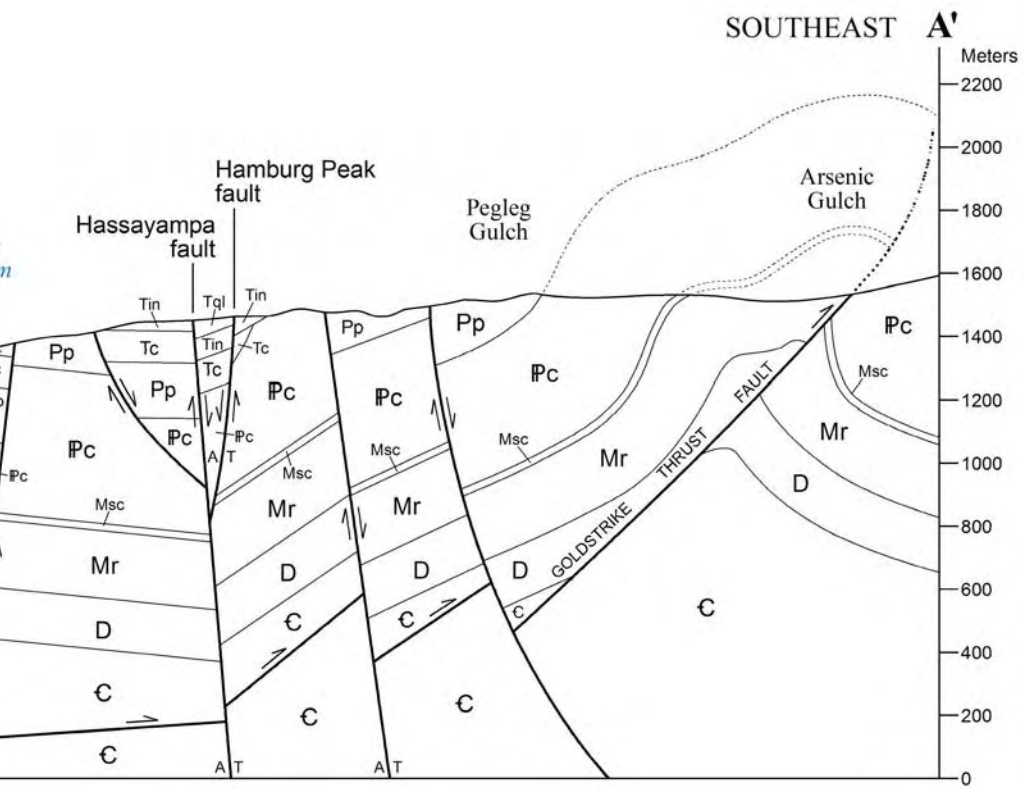 SOUTHEAST A'
Meters
2200
2000
1800
1600
1400
1200
1000
800
600
400
200
0
Hamburg Peak
fault
Hassayampa
fault
Pegleg
Gulch
Arsenic
Gulch
m
Tin
Tql
Tin
Tc
Tin
Tc
Tc
Pp
Pp
Pp
Pp
ℙc
ℙc
ℙc
ℙc
ℙc
ℙc
ℙc
ℙc
A T
Msc
Msc
Msc
Msc
Msc
Mr
Mr
Mr
Mr
Mr
D
D
D
D
D
GOLDSTRIKE THRUST FAULT
Ꞓ
Ꞓ
Ꞓ
Ꞓ
Ꞓ
Ꞓ
Ꞓ
Ꞓ
A T
A T